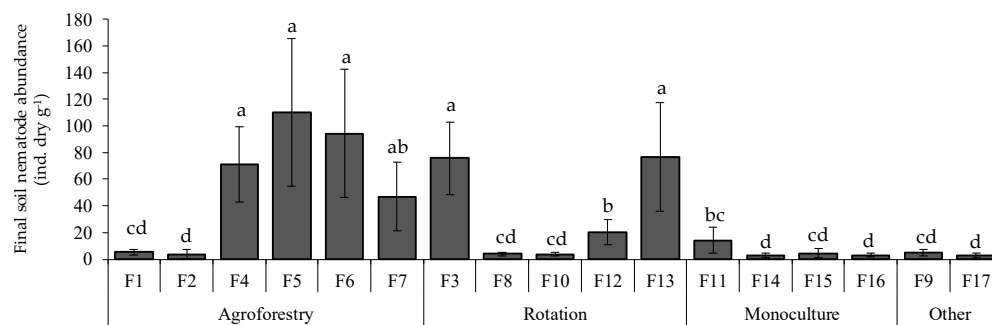 Final soil nematode abundance
(ind. dry g⁻¹)
180
160
140
120
100
80
60
40
20
0
cd d a a a ab a cd cd b a bc d cd d cd d
F1 F2 F4 F5 F6 F7 F3 F8 F10 F12 F13 F11 F14 F15 F16 F9 F17
Agroforestry Rotation Monoculture Other